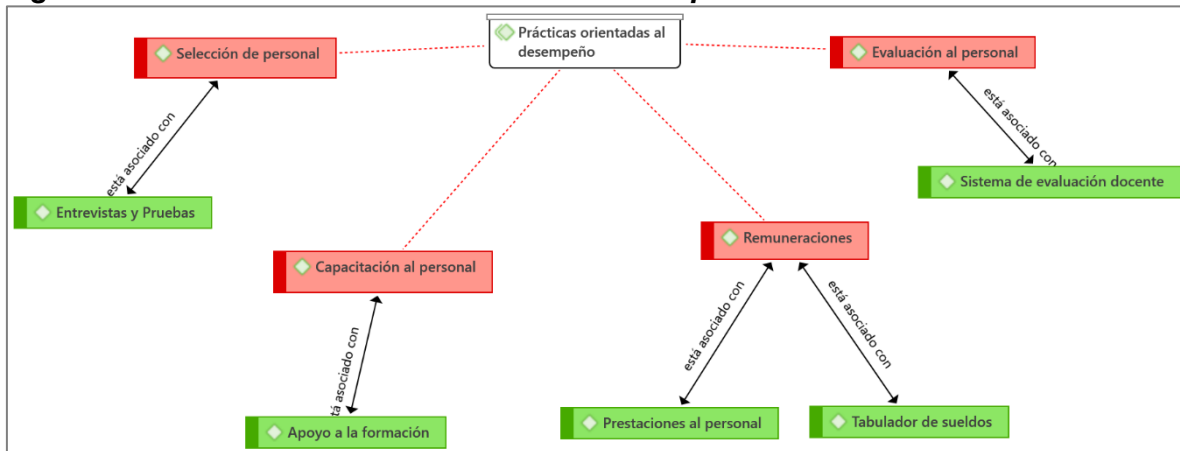 Prácticas orientadas al
desempeño
Selección de personal
Evaluación al personal
está asociado con
está asociado con
Sistema de evaluación docente
Entrevistas y Pruebas
Remuneraciones
Capacitación al personal
está asociado con
está asociado con
está asociado con
Prestaciones al personal
Tabulador de sueldos
Apoyo a la formación